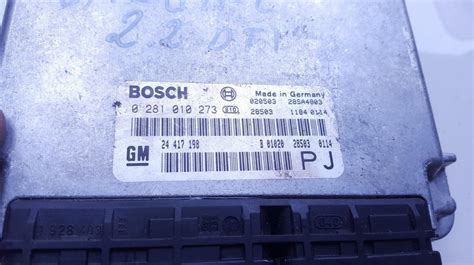 2.2 DTI
BOSCH Made in Germany
020503 28SA4803
0 281 010 273 28503 1184 0114
GM 24 417 198 B 01020 28503 0114
PJ